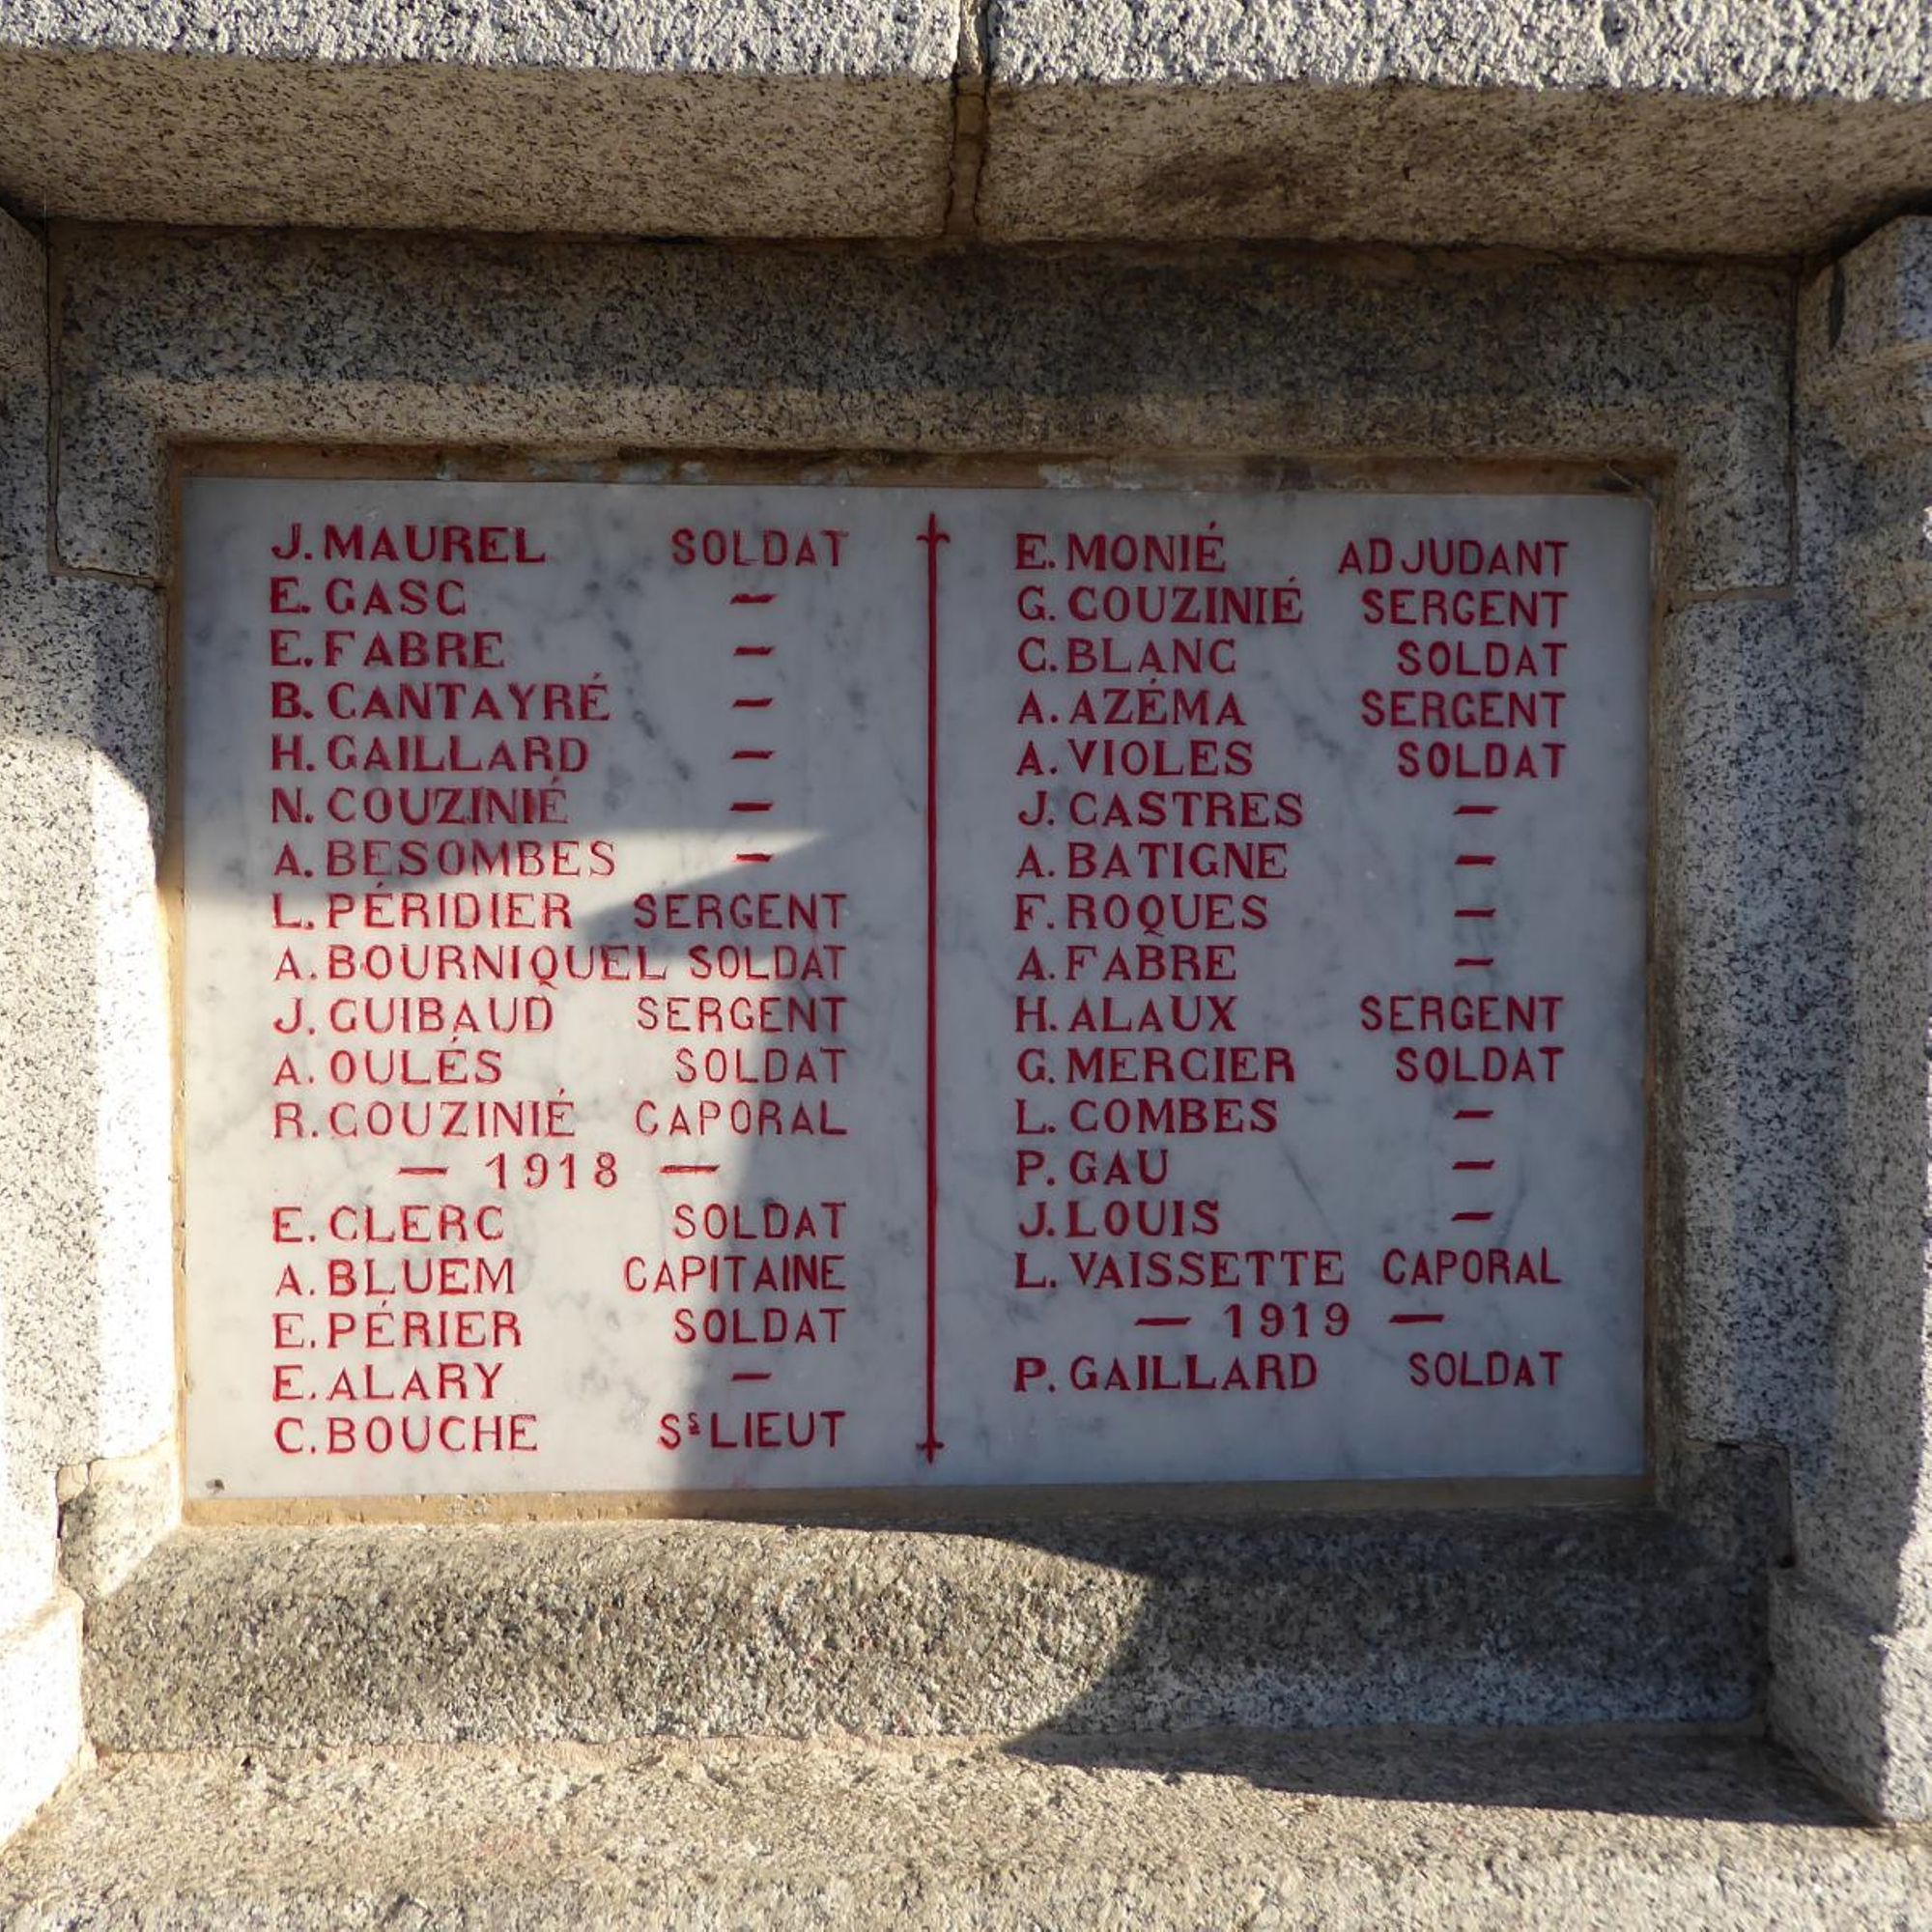 J. MAUREL SOLDAT
E. GASC —
E. FABRE —
B. CANTAYRÉ —
H. GAILLARD —
N. COUZINIÉ —
A. BESOMBES —
L. PÉRIDIER SERGENT
A. BOURNIQUEL SOLDAT
J. GUIBAUD SERGENT
A. OULÉS SOLDAT
R. COUZINIÉ CAPORAL
— 1918 —
E. CLERC SOLDAT
A. BLUEM CAPITAINE
E. PÉRIER SOLDAT
E. ALARY —
C. BOUCHE Sˢ LIEUT
E. MONIÉ ADJUDANT
G. COUZINIÉ SERGENT
C. BLANC SOLDAT
A. AZÉMA SERGENT
A. VIOLES SOLDAT
J. CASTRES —
A. BATIGNE —
F. ROQUES —
A. FABRE —
H. ALAUX SERGENT
G. MERCIER SOLDAT
L. COMBES —
P. GAU —
J. LOUIS —
L. VAISSETTE CAPORAL
— 1919 —
P. GAILLARD SOLDAT